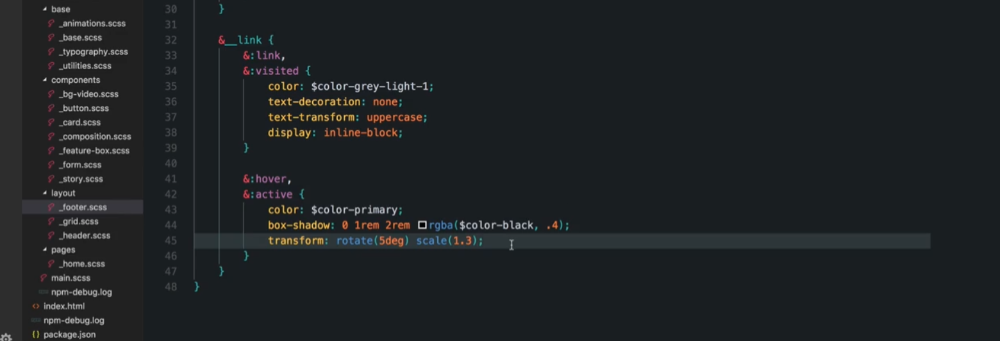 base
_animations.scss
_base.scss
_typography.scss
_utilities.scss
components
_bg-video.scss
_button.scss
_card.scss
_composition.scss
_feature-box.scss
_form.scss
_story.scss
layout
_footer.scss
_grid.scss
_header.scss
pages
_home.scss
main.scss
npm-debug.log
index.html
npm-debug.log
{} package.json
30 }
31
32 &__link {
33 &:link,
34 &:visited {
35 color: $color-grey-light-1;
36 text-decoration: none;
37 text-transform: uppercase;
38 display: inline-block;
39 }
40
41 &:hover,
42 &:active {
43 color: $color-primary;
44 box-shadow: 0 1rem 2rem rgba($color-black, .4);
45 transform: rotate(5deg) scale(1.3);
46 }
47 }
48 }